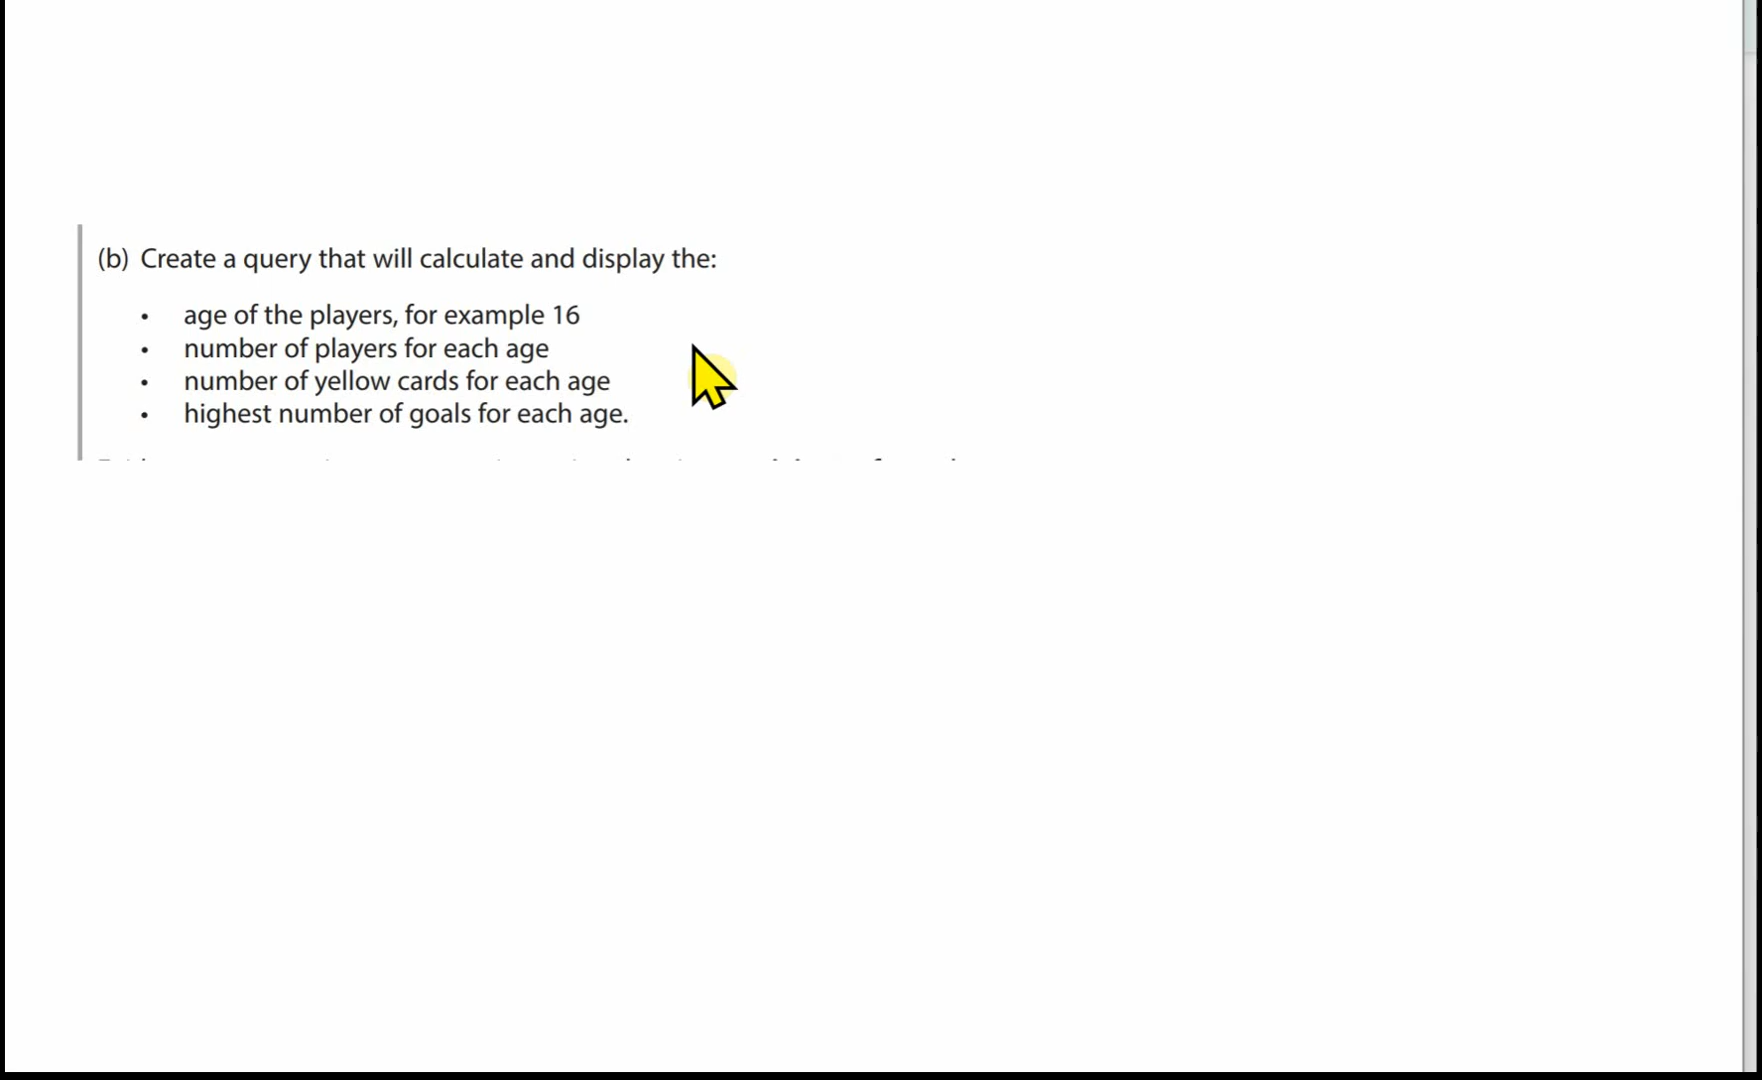 (b) Create a query that will calculate and display the:
• age of the players, for example 16
• number of players for each age
• number of yellow cards for each age
• highest number of goals for each age.